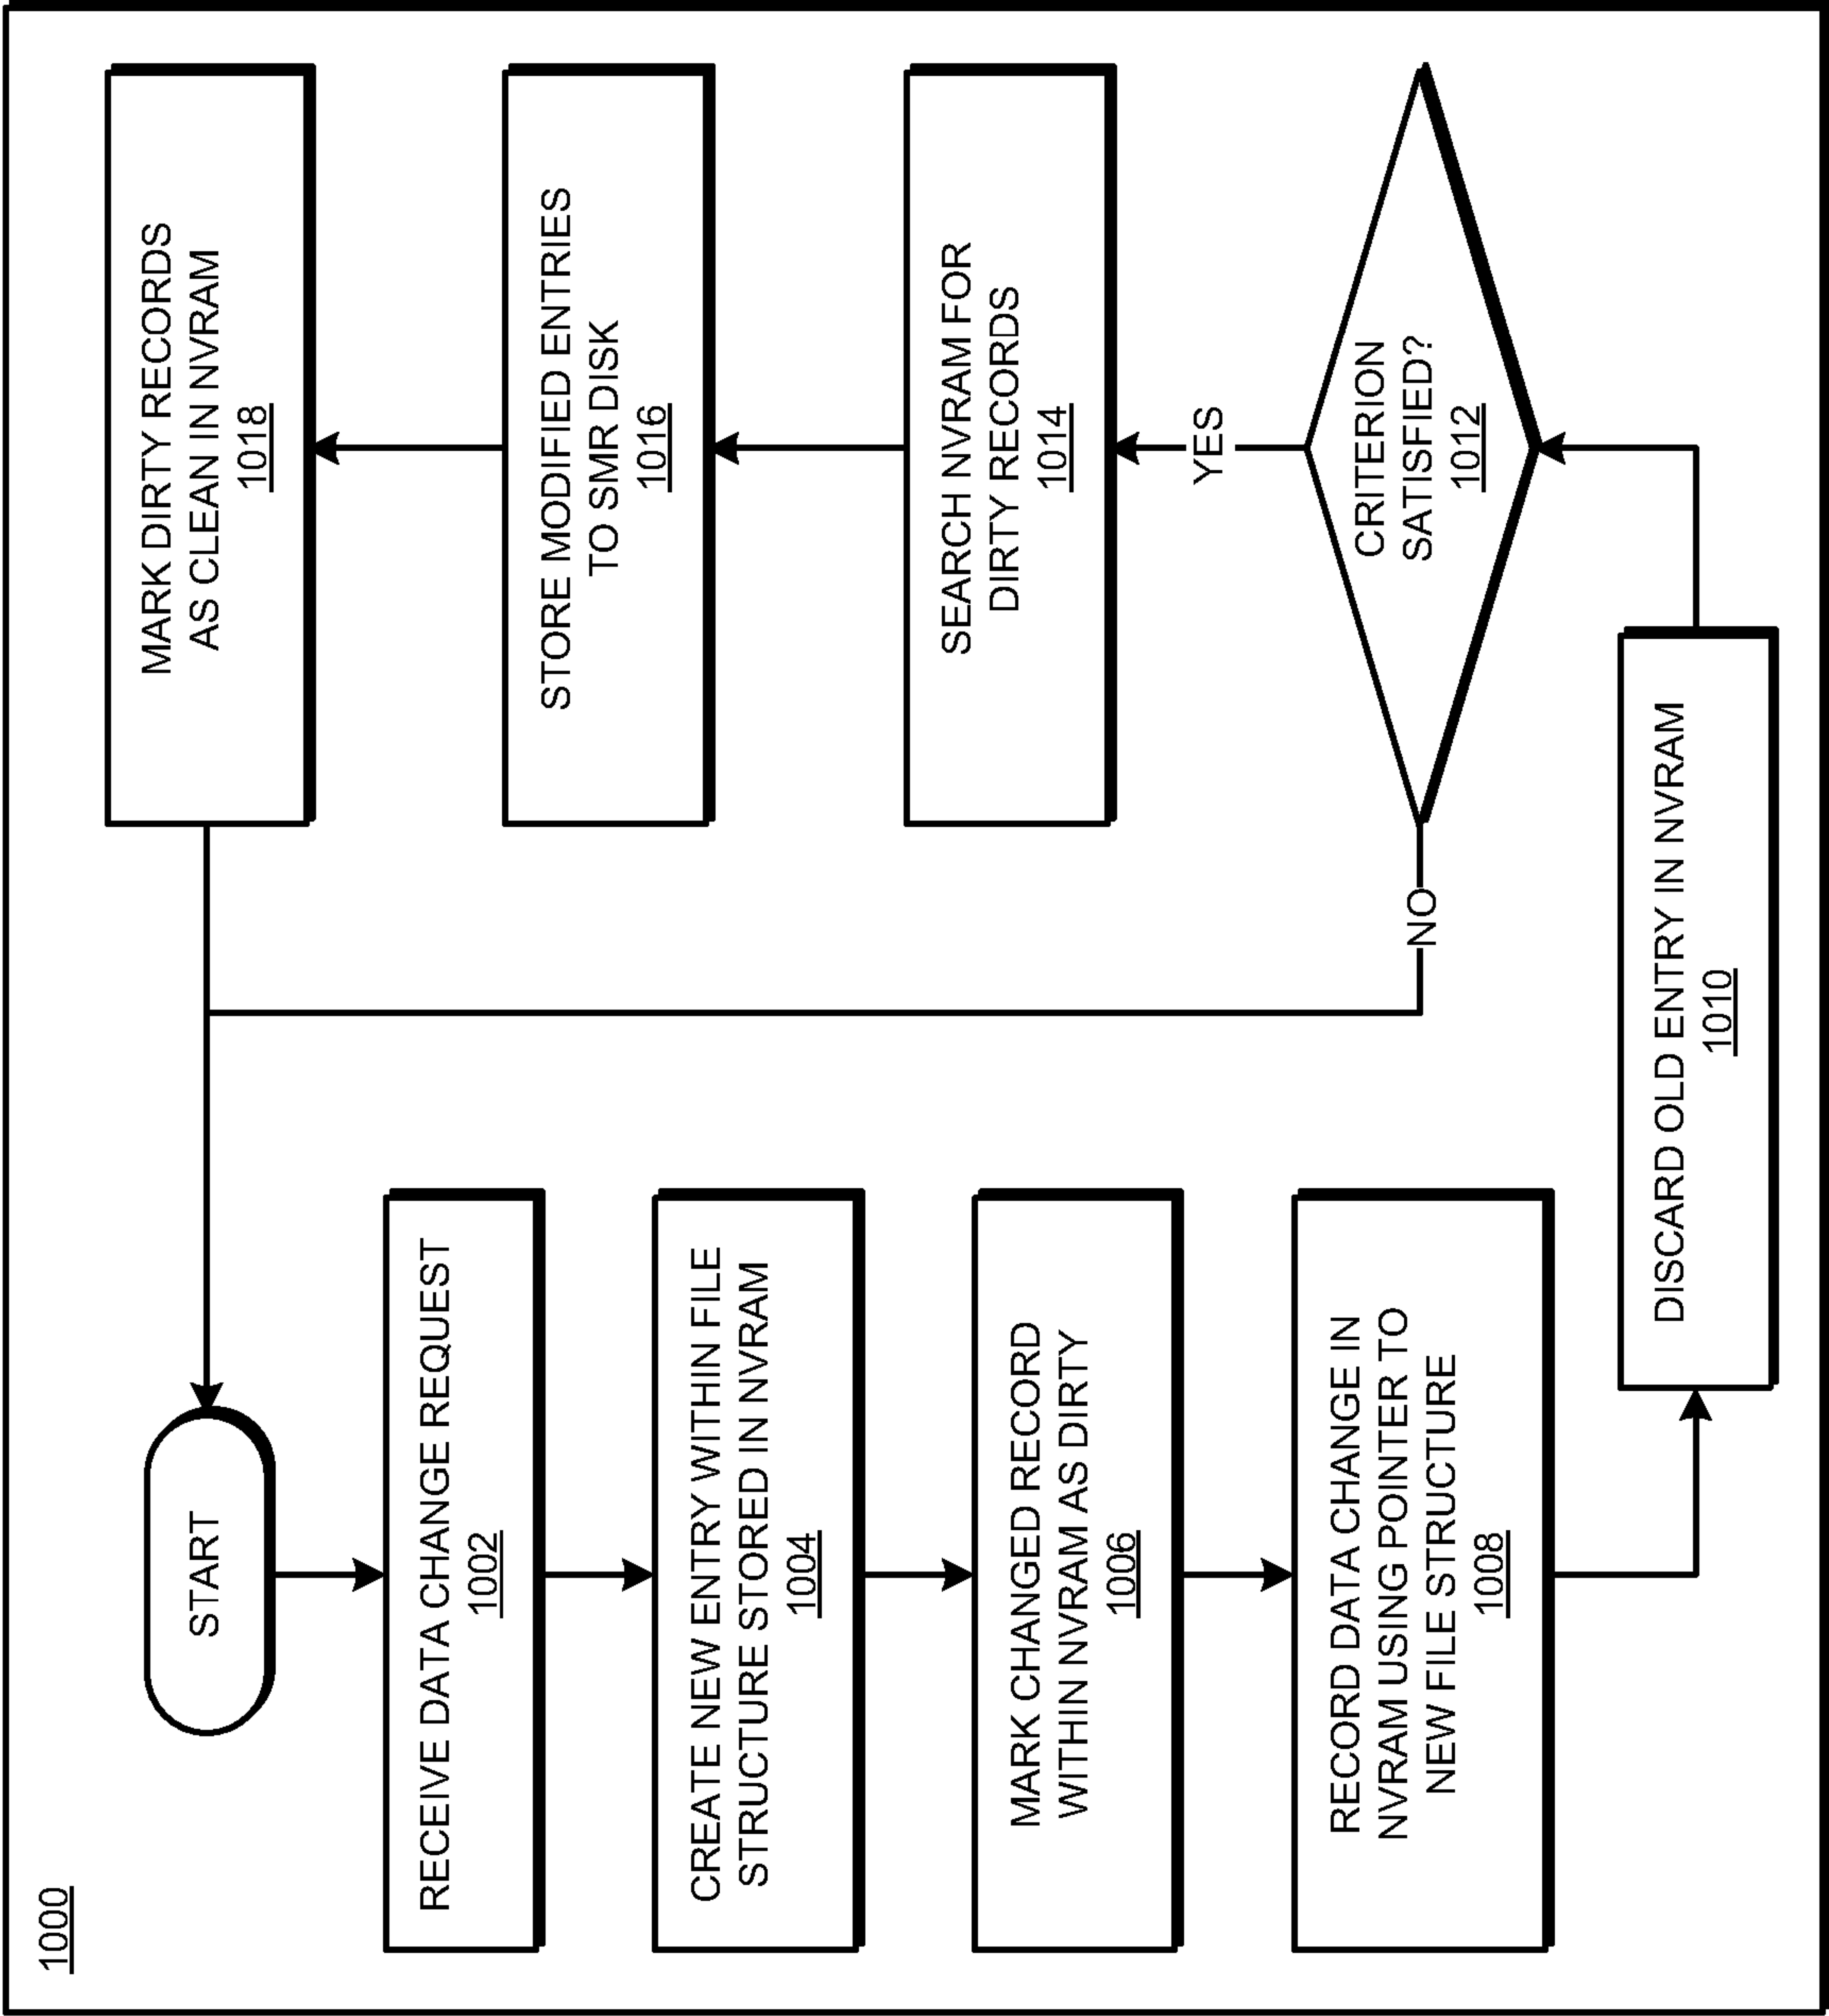 1000
START
RECEIVE DATA CHANGE REQUEST
1002
CREATE NEW ENTRY WITHIN FILE
STRUCTURE STORED IN NVRAM
1004
MARK CHANGED RECORD
WITHIN NVRAM AS DIRTY
1006
RECORD DATA CHANGE IN
NVRAM USING POINTER TO
NEW FILE STRUCTURE
1008
DISCARD OLD ENTRY IN NVRAM
1010
CRITERION
SATISFED?
1012
NO
YES
SEARCH NVRAM FOR
DIRTY RECORDS
1014
STORE MODIFIED ENTRIES
TO SMR DISK
1016
MARK DIRTY RECORDS
AS CLEAN IN NVRAM
1018